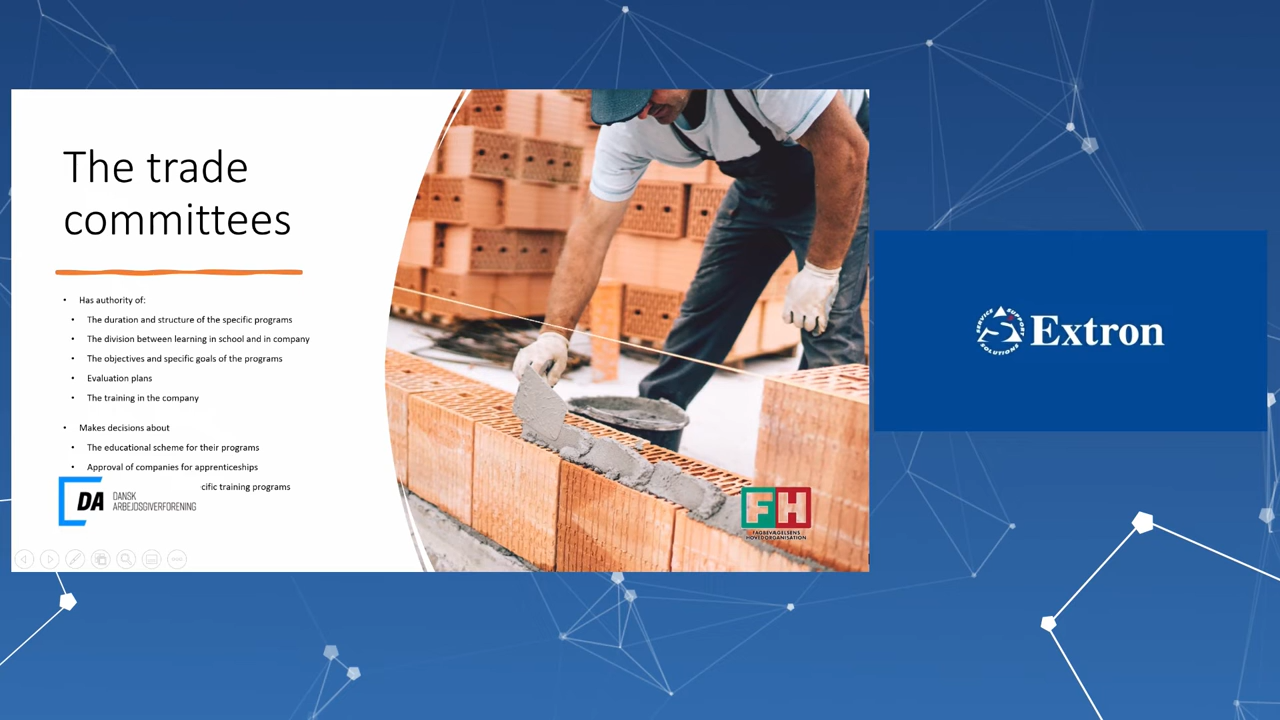 The trade
committees
• Has authority of:
• The duration and structure of the specific programs
• The division between learning in school and in company
• The objectives and specific goals of the programs
• Evaluation plans
• The training in the company
• Makes decisions about
• The educational scheme for their programs
• Approval of companies for apprenticeships
cific training programs
DA DANSK
ARBEJDSGIVERFORENING
FH
FAGBEVÆGELSENS
HOVEDORGANISATION
SERVICE SUPPORT SOLUTIONS
Extron